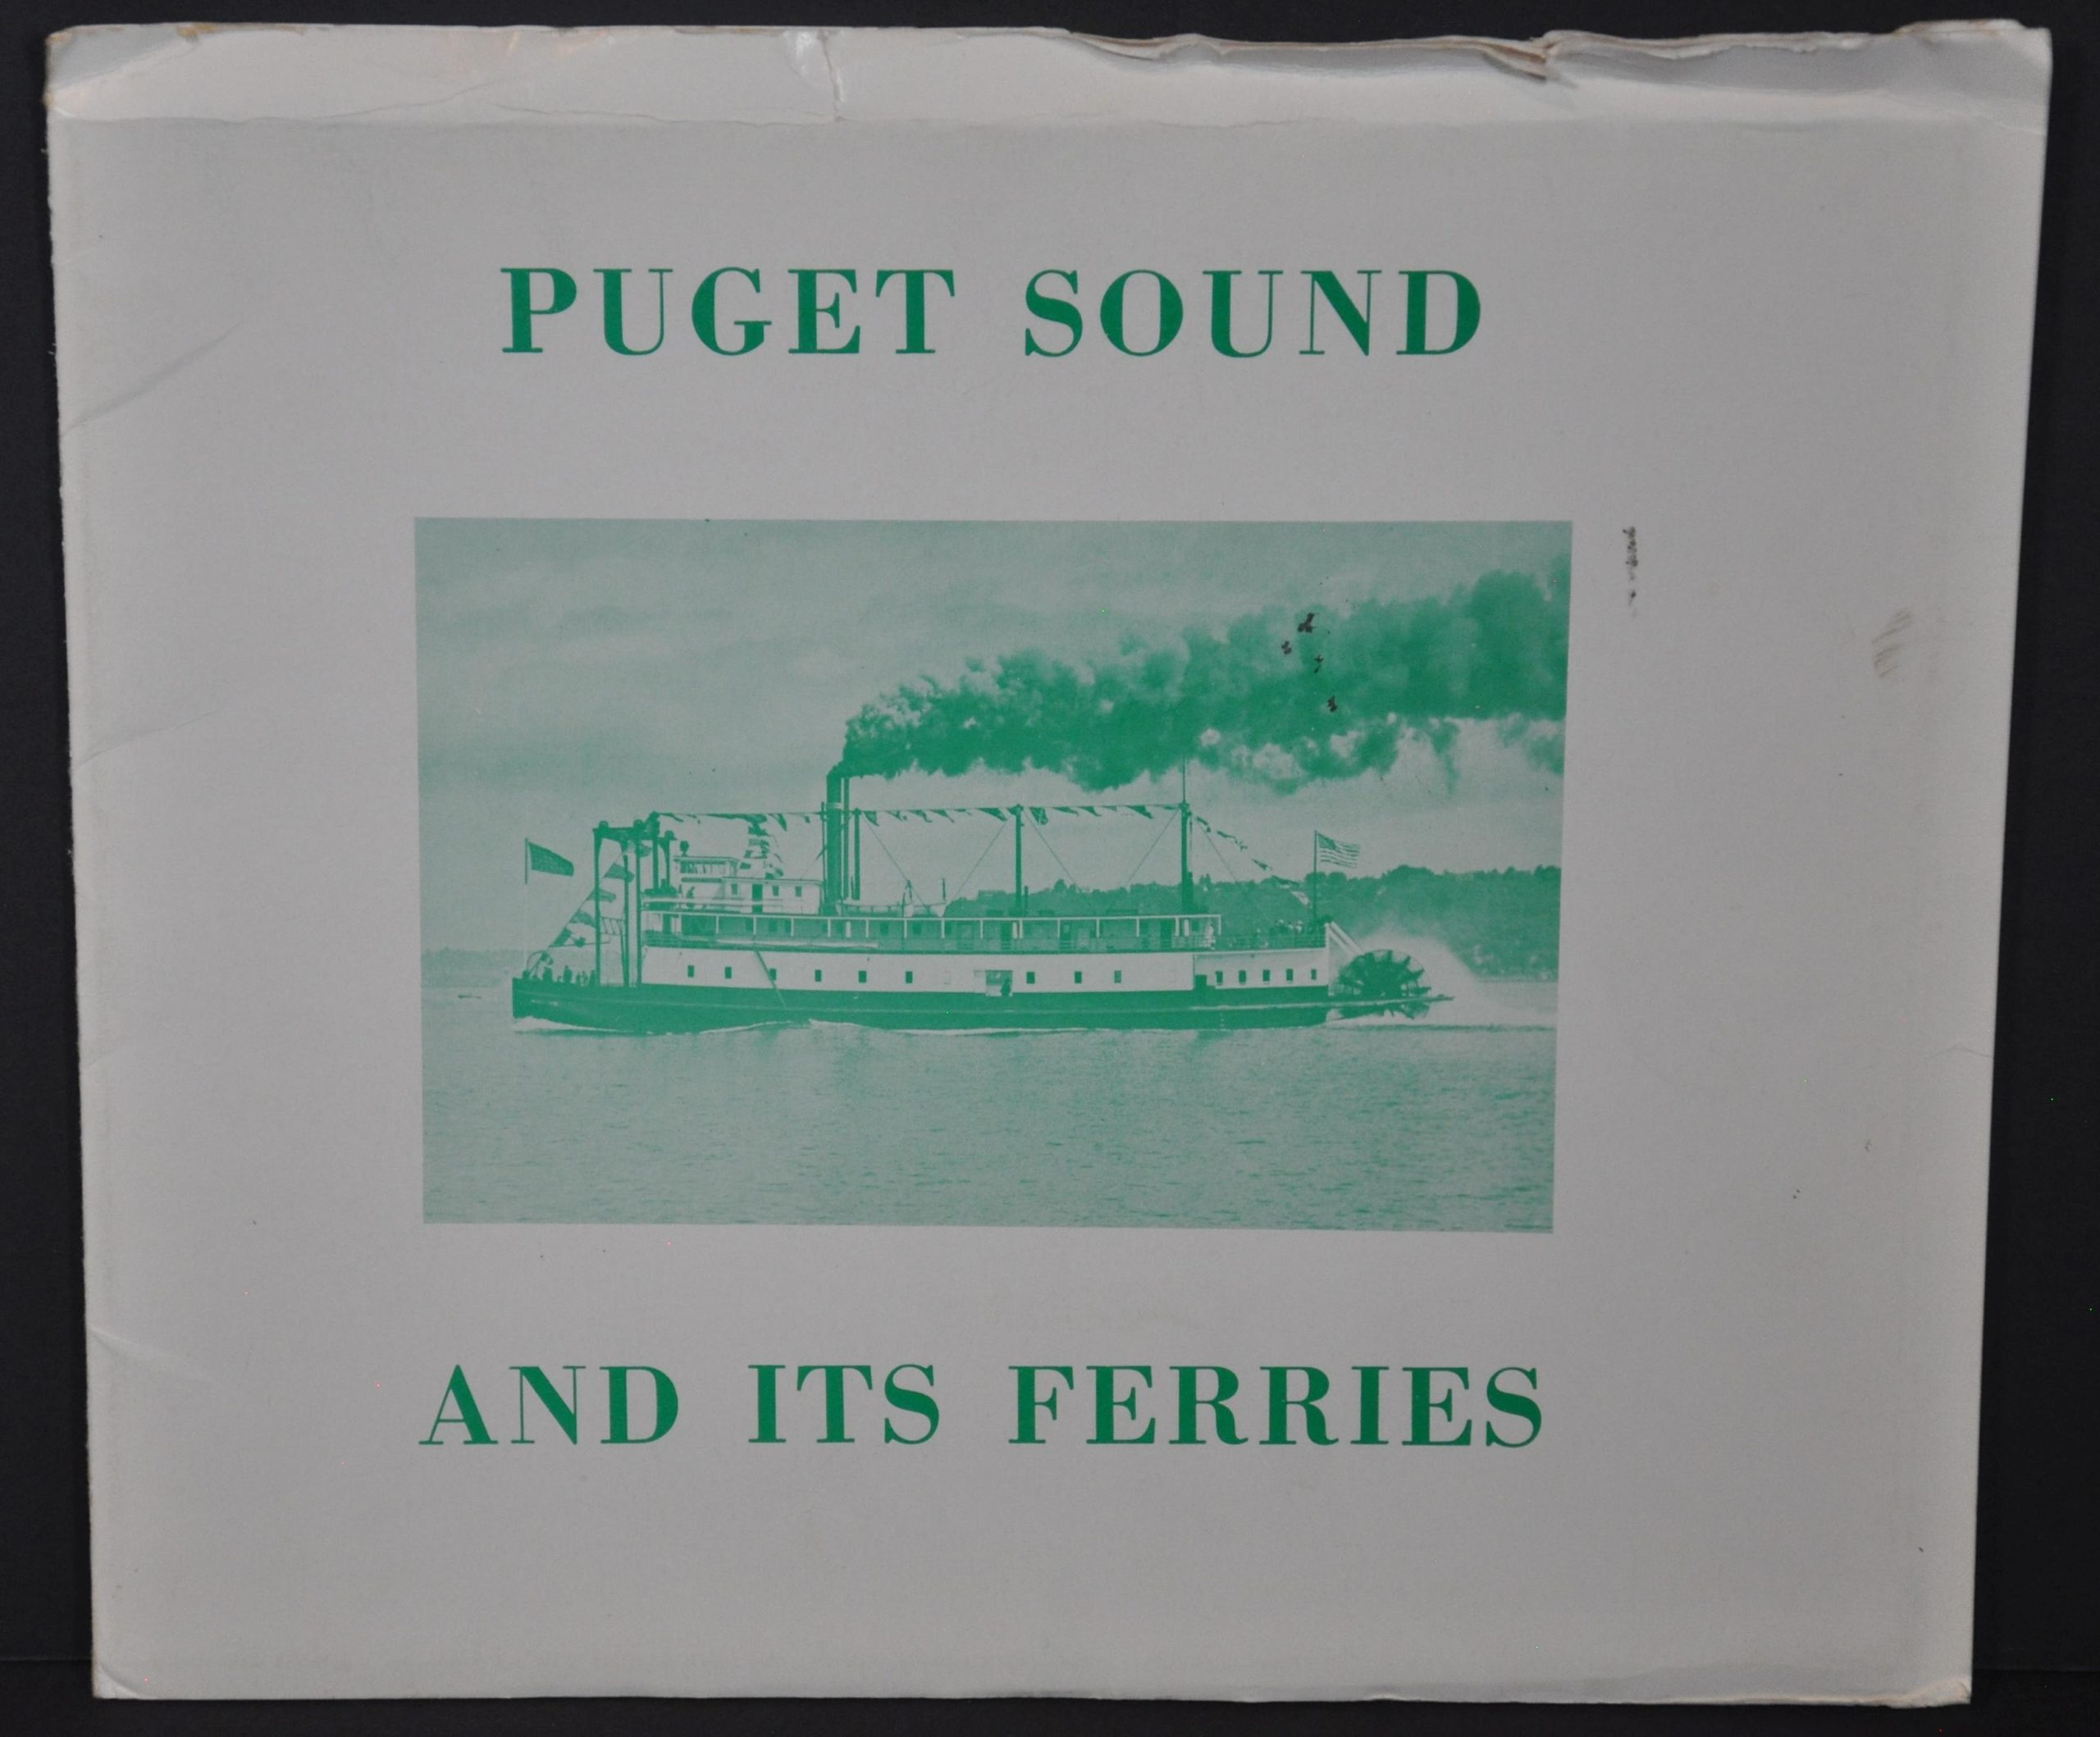 PUGET SOUND
AND ITS FERRIES